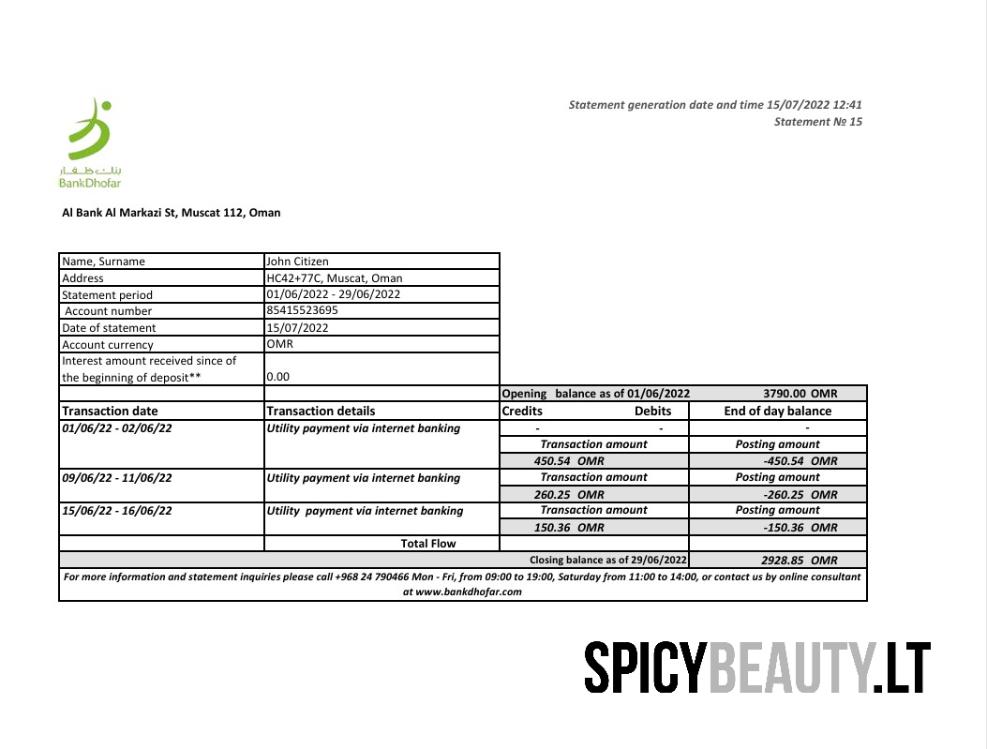 Statement generation date and time 15/07/2022 12:41
Statement № 15
بنك ظفار
BankDhofar
Al Bank Al Markazi St, Muscat 112, Oman
Name, Surname John Citizen
Address HC42+77C, Muscat, Oman
Statement period 01/06/2022 - 29/06/2022
Account number 85415523695
Date of statement 15/07/2022
Account currency OMR
Interest amount received since of
the beginning of deposit** 0.00
Opening balance as of 01/06/2022 3790.00 OMR
Transaction date Transaction details Credits Debits End of day balance
01/06/22 - 02/06/22 Utility payment via internet banking - - -
Transaction amount Posting amount
450.54 OMR -450.54 OMR
09/06/22 - 11/06/22 Utility payment via internet banking Transaction amount Posting amount
260.25 OMR -260.25 OMR
15/06/22 - 16/06/22 Utility payment via internet banking Transaction amount Posting amount
150.36 OMR -150.36 OMR
Total Flow
Closing balance as of 29/06/2022 2928.85 OMR
For more information and statement inquiries please call +968 24 790466 Mon - Fri, from 09:00 to 19:00, Saturday from 11:00 to 14:00, or contact us by online consultant
at www.bankdhofar.com
SPICYBEAUTY.LT